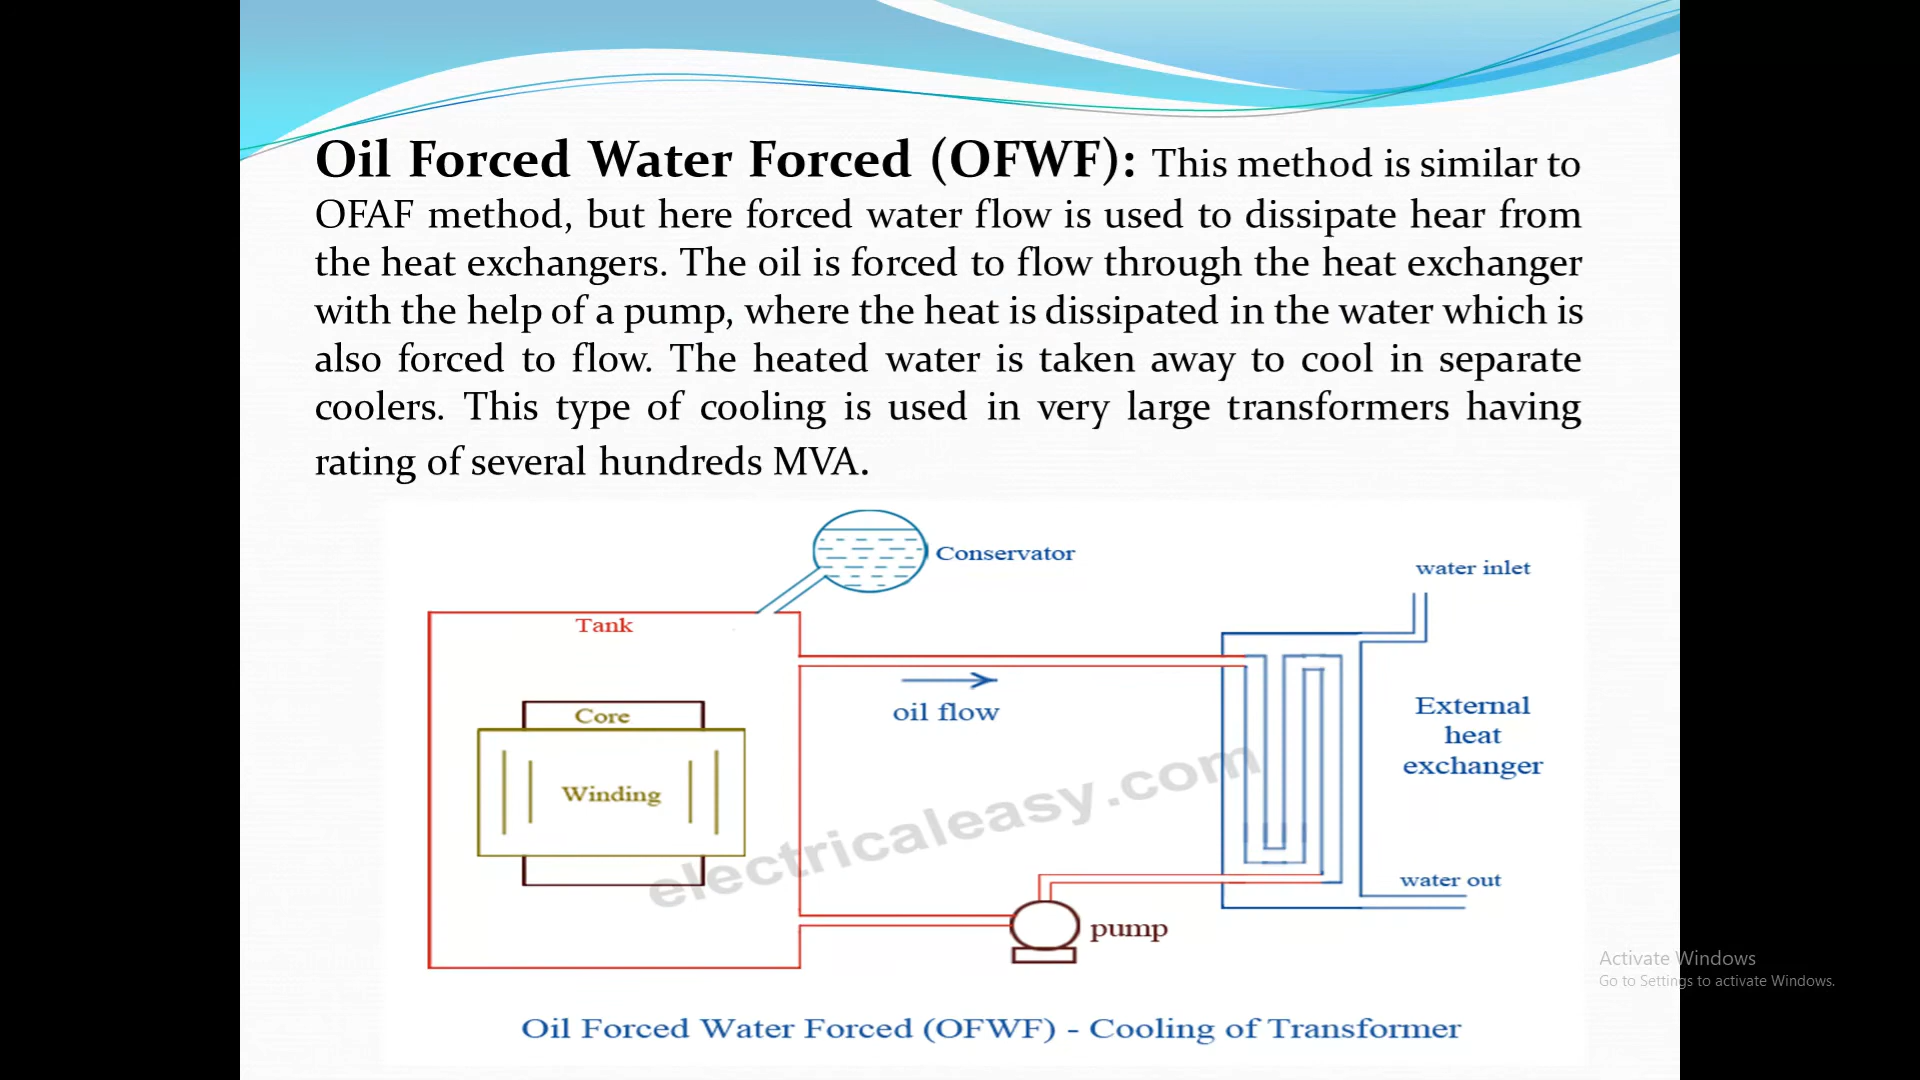 Oil Forced Water Forced (OFWF): This method is similar to
OFAF method, but here forced water flow is used to dissipate hear from
the heat exchangers. The oil is forced to flow through the heat exchanger
with the help of a pump, where the heat is dissipated in the water which is
also forced to flow. The heated water is taken away to cool in separate
coolers. This type of cooling is used in very large transformers having
rating of several hundreds MVA.
Conservator
water inlet
Tank
oil flow
Core
Winding
External
heat
exchanger
electricaleasy.com
water out
pump
Activate Windows
Go to Settings to activate Windows.
Oil Forced Water Forced (OFWF) - Cooling of Transformer